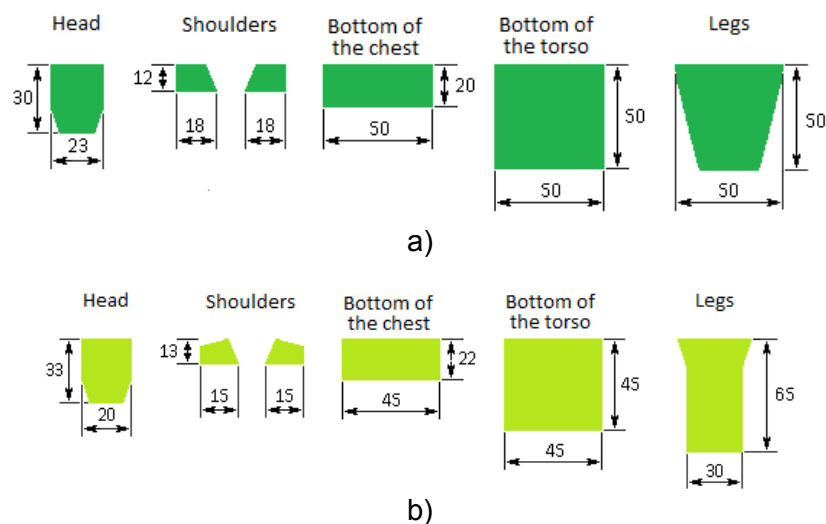 Head
Shoulders
Bottom of
the chest
Bottom
of the torso
Legs
30
23
12
18
18
20
50
50
50
50
50
a)
Head
Shoulders
Bottom of
the chest
Bottom of
the torso
Legs
33
20
13
15
15
22
45
45
45
65
30
b)